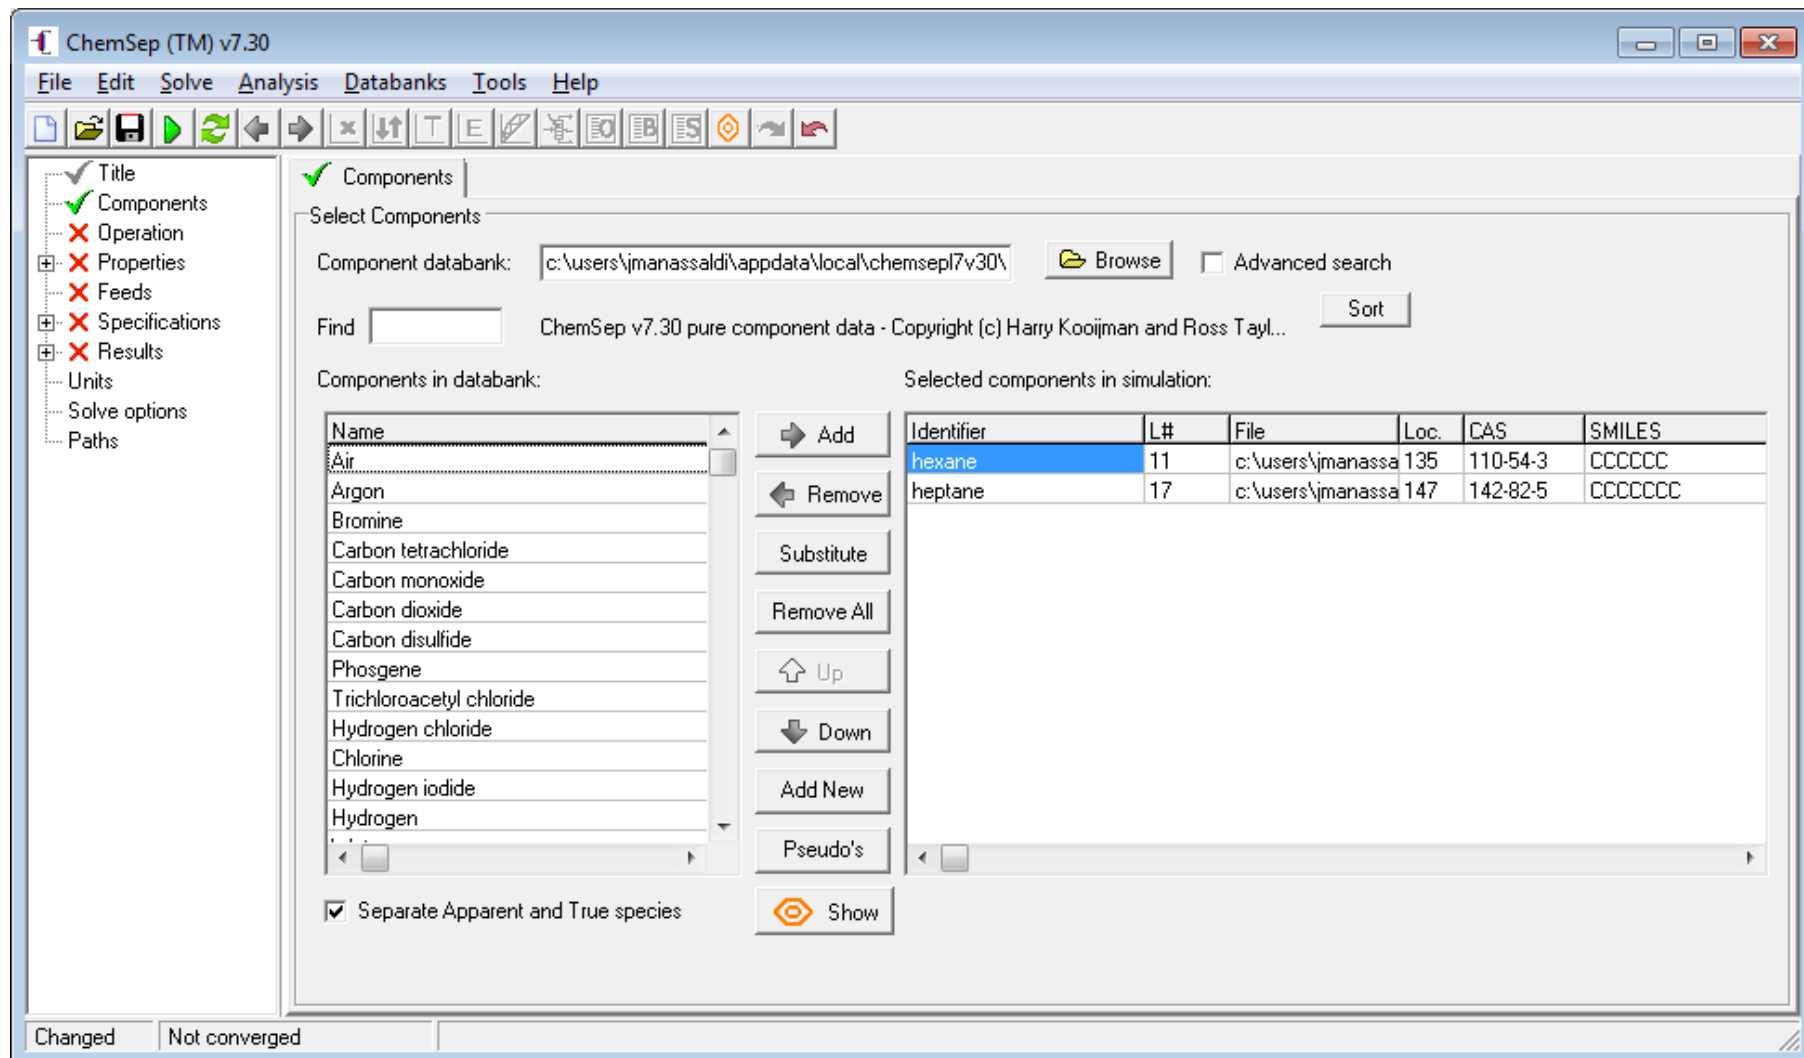 ChemSep (TM) v7.30
File Edit Solve Analysis Databanks Tools Help
Title
Components
Operation
Properties
Feeds
Specifications
Results
Units
Solve options
Paths
Components
Select Components
Component databank: c:\users\jmanassaldi\appdata\local\chemsepl7v30\ Browse Advanced search
Sort
Find ChemSep v7.30 pure component data - Copyright (c) Harry Kooijman and Ross Tayl...
Components in databank:
Name
Air
Argon
Bromine
Carbon tetrachloride
Carbon monoxide
Carbon dioxide
Carbon disulfide
Phosgene
Trichloroacetyl chloride
Hydrogen chloride
Chlorine
Hydrogen iodide
Hydrogen
Add
Remove
Substitute
Remove All
Up
Down
Add New
Pseudo's
Show
Selected components in simulation:
Identifier L# File Loc. CAS SMILES
hexane 11 c:\users\jmanassa 135 110-54-3 CCCCCC
heptane 17 c:\users\jmanassa 147 142-82-5 CCCCCCC
Separate Apparent and True species
Changed Not converged